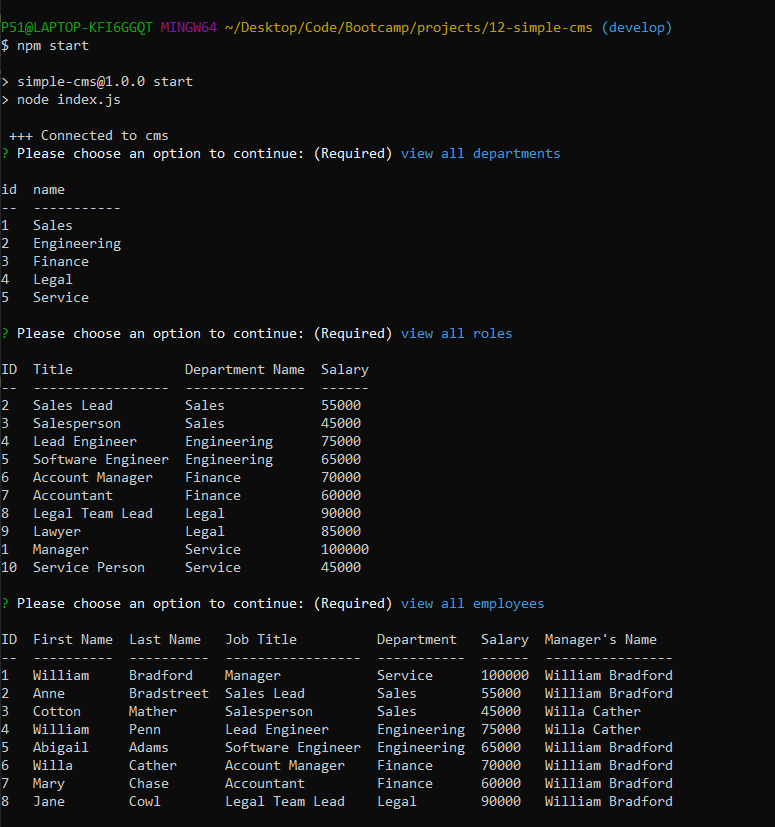 P51@LAPTOP-KFI6GGQT MINGW64 ~/Desktop/Code/Bootcamp/projects/12-simple-cms (develop)
$ npm start
> simple-cms@1.0.0 start
> node index.js
+++ Connected to cms
? Please choose an option to continue: (Required) view all departments
id  name
--  -----------
1   Sales
2   Engineering
3   Finance
4   Legal
5   Service
? Please choose an option to continue: (Required) view all roles
ID  Title              Department Name  Salary
--  -----------------  ---------------  ------
2   Sales Lead         Sales            55000
3   Salesperson        Sales            45000
4   Lead Engineer      Engineering      75000
5   Software Engineer  Engineering      65000
6   Account Manager    Finance          70000
7   Accountant         Finance          60000
8   Legal Team Lead    Legal            90000
9   Lawyer             Legal            85000
1   Manager            Service          100000
10  Service Person     Service          45000
? Please choose an option to continue: (Required) view all employees
ID  First Name  Last Name   Job Title          Department   Salary  Manager's Name
--  ----------  ----------  -----------------  -----------  ------  ----------------
1   William     Bradford    Manager            Service      100000  William Bradford
2   Anne        Bradstreet  Sales Lead         Sales        55000   William Bradford
3   Cotton      Mather      Salesperson        Sales        45000   Willa Cather
4   William     Penn        Lead Engineer      Engineering  75000   Willa Cather
5   Abigail     Adams       Software Engineer  Engineering  65000   William Bradford
6   Willa       Cather      Account Manager    Finance      70000   William Bradford
7   Mary        Chase       Accountant         Finance      60000   William Bradford
8   Jane        Cowl        Legal Team Lead    Legal        90000   William Bradford